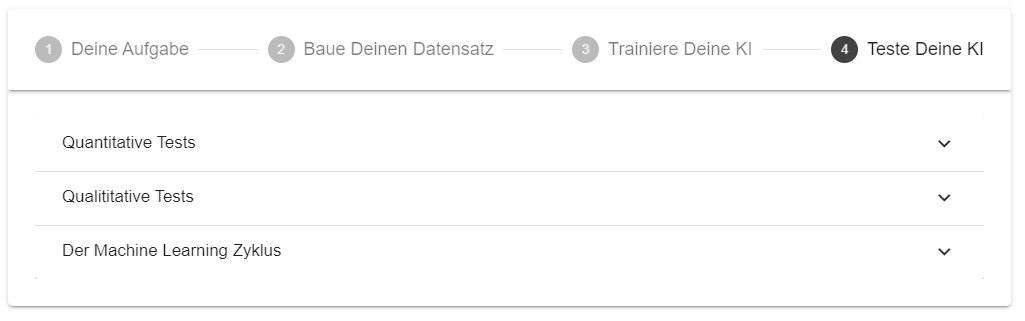 1 Deine Aufgabe 2 Baue Deinen Datensatz 3 Trainiere Deine KI 4 Teste Deine KI
Quantitative Tests
Qualititative Tests
Der Machine Learning Zyklus